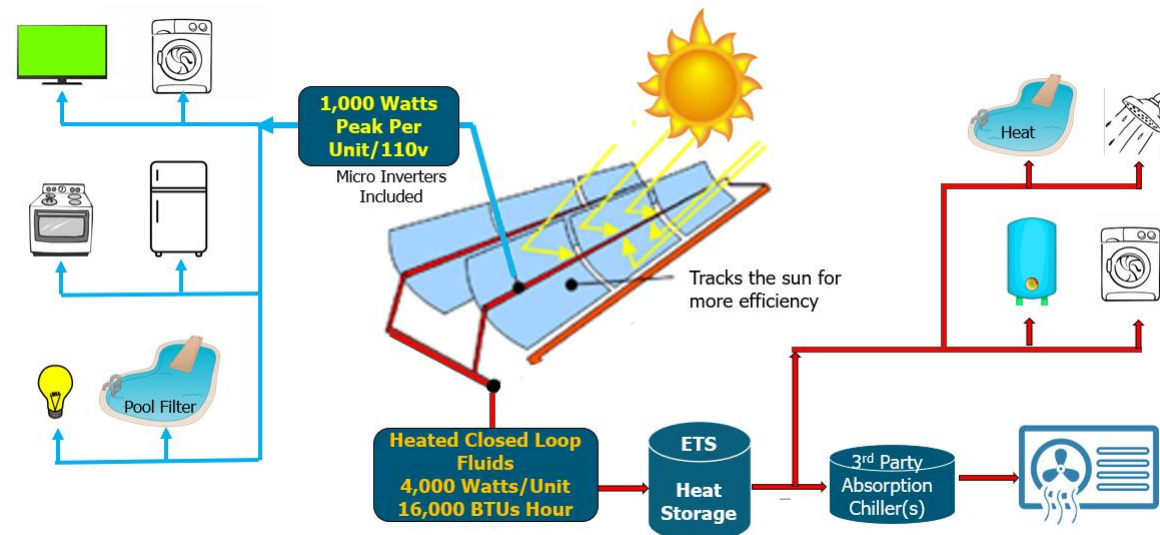 1,000 Watts
Peak Per
Unit/110v
Micro Inverters
Included
Heat
Tracks the sun for
more efficiency
Pool Filter
Heated Closed Loop
Fluids
4,000 Watts/Unit
16,000 BTUs Hour
ETS
Heat
Storage
3rd Party
Absorption
Chiller(s)